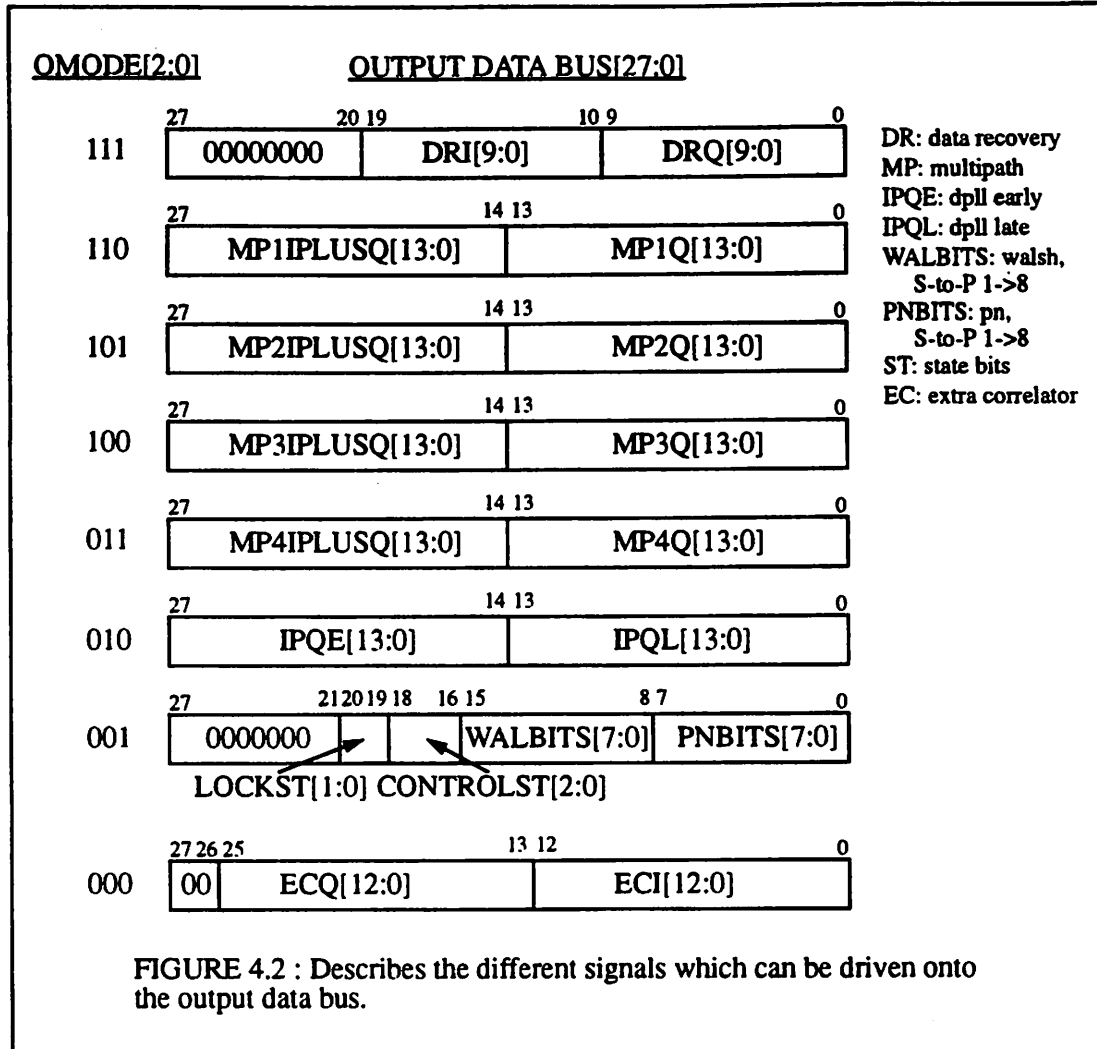 OMODE[2:0] OUTPUT DATA BUS[27:0]
27 20 19 10 9 0
111 00000000 DRI[9:0] DRQ[9:0]
27 14 13 0
110 MP1IPLUSQ[13:0] MP1Q[13:0]
27 14 13 0
101 MP2IPLUSQ[13:0] MP2Q[13:0]
27 14 13 0
100 MP3IPLUSQ[13:0] MP3Q[13:0]
27 14 13 0
011 MP4IPLUSQ[13:0] MP4Q[13:0]
27 14 13 0
010 IPQE[13:0] IPQL[13:0]
27 21 20 19 18 16 15 8 7 0
001 0000000 WALBITS[7:0] PNBITS[7:0]
LOCKST[1:0] CONTROLST[2:0]
27 26 25 13 12 0
000 00 ECQ[12:0] ECI[12:0]
DR: data recovery
MP: multipath
IPQE: dpll early
IPQL: dpll late
WALBITS: walsh,
S-to-P 1->8
PNBITS: pn,
S-to-P 1->8
ST: state bits
EC: extra correlator
FIGURE 4.2 : Describes the different signals which can be driven onto
the output data bus.